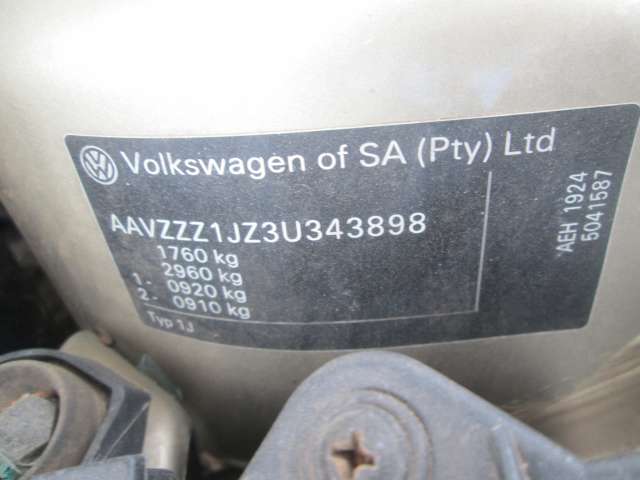 Volkswagen of SA (Pty) Ltd
AAVZZZ1JZ3U343898
1760 kg
2960 kg
1.- 0920 kg
2.- 0910 kg
Typ 1J
AEH 1924
5041587